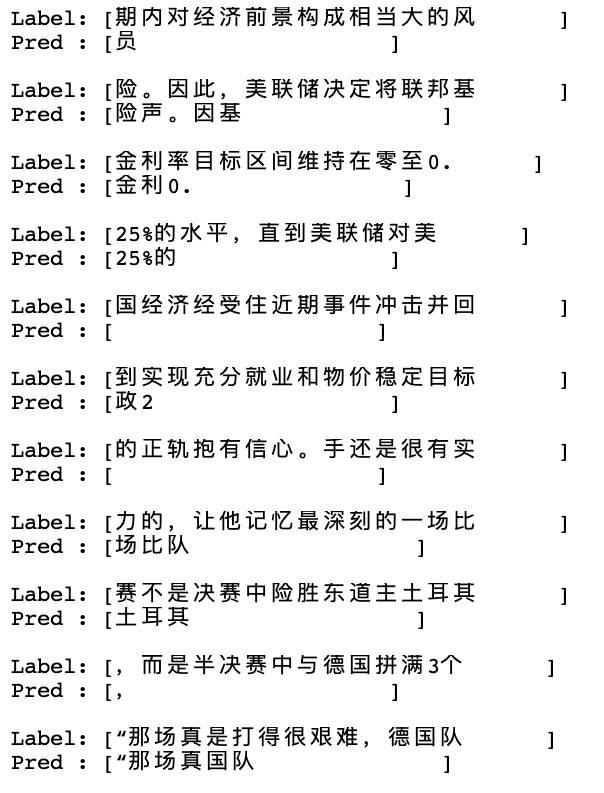 Label: [期内对经济前景构成相当大的风 ]
Pred : [员 ]
Label: [险。因此，美联储决定将联邦基 ]
Pred : [险声。因基 ]
Label: [金利率目标区间维持在零至0. ]
Pred : [金利0. ]
Label: [25%的水平，直到美联储对美 ]
Pred : [25%的 ]
Label: [国经济经受住近期事件冲击并回 ]
Pred : [ ]
Label: [到实现充分就业和物价稳定目标 ]
Pred : [政2 ]
Label: [的正轨抱有信心。手还是很有实 ]
Pred : [ ]
Label: [力的，让他记忆最深刻的一场比 ]
Pred : [场比队 ]
Label: [赛不是决赛中险胜东道主土耳其 ]
Pred : [土耳其 ]
Label: [，而是半决赛中与德国拼满3个 ]
Pred : [， ]
Label: [“那场真是打得很艰难，德国队 ]
Pred : [“那场真国队 ]